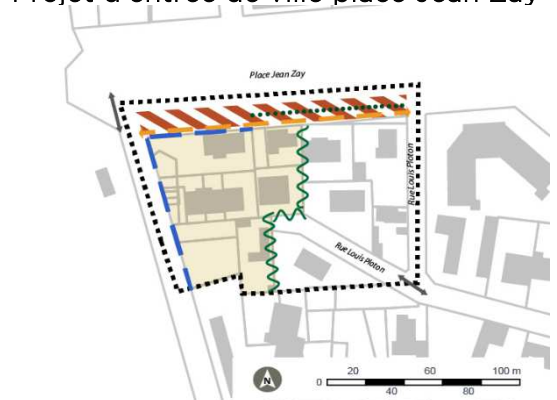 Projet d'entrée de ville place Jean Zay
Place Jean Zay
Rue Louis Platon
Rue Louis Platon
N
20 60 100 m
0
40 80